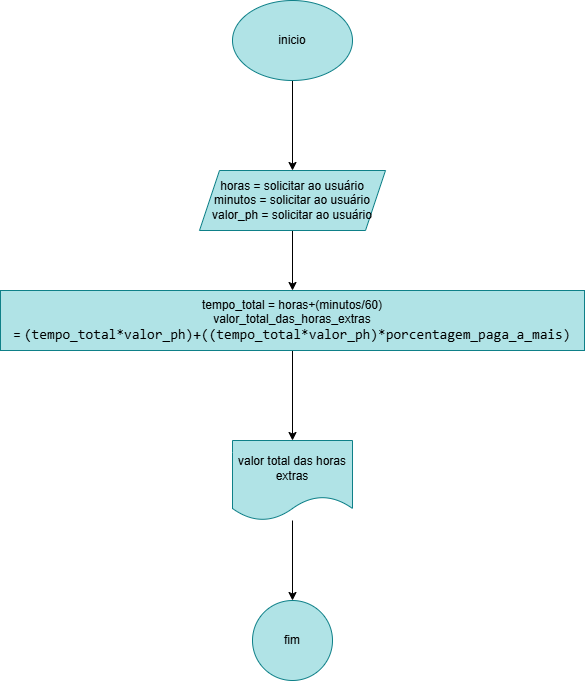 inicio
horas = solicitar ao usuário
minutos = solicitar ao usuário
valor_ph = solicitar ao usuário
tempo_total = horas+(minutos/60)
valor_total_das_horas_extras
= (tempo_total*valor_ph)+((tempo_total*valor_ph)*porcentagem_paga_a_mais)
valor total das horas
extras
fim